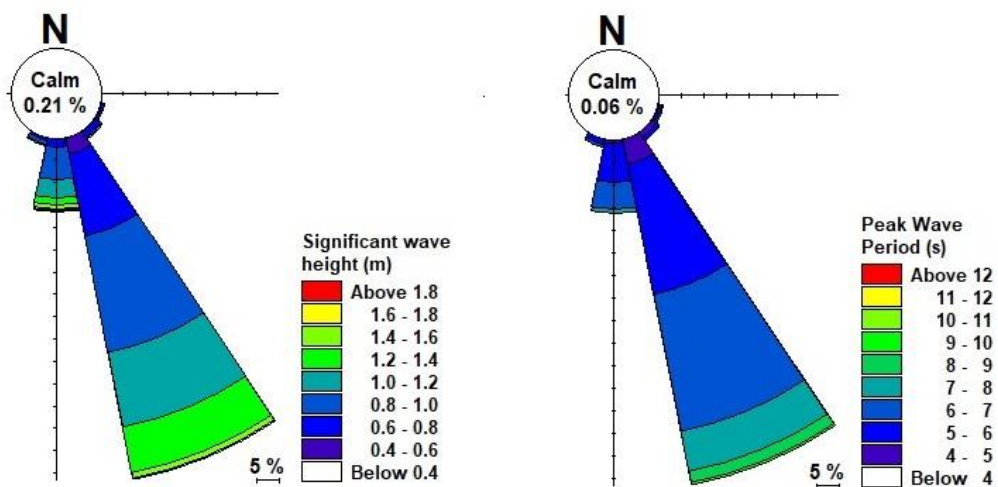 N
Calm
0.21 %
Significant wave
height (m)
Above 1.8
1.6 - 1.8
1.4 - 1.6
1.2 - 1.4
1.0 - 1.2
0.8 - 1.0
0.6 - 0.8
0.4 - 0.6
Below 0.4
5 %
N
Calm
0.06 %
Peak Wave
Period (s)
Above 12
11 - 12
10 - 11
9 - 10
8 - 9
7 - 8
6 - 7
5 - 6
4 - 5
Below 4
5 %